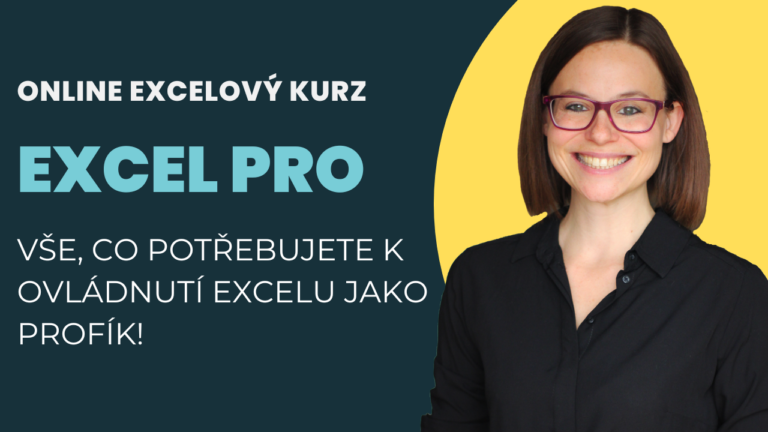 ONLINE EXCELOVÝ KURZ
EXCEL PRO
VŠE, CO POTŘEBUJETE K
OVLÁDNUTÍ EXCELU JAKO
PROFÍK!